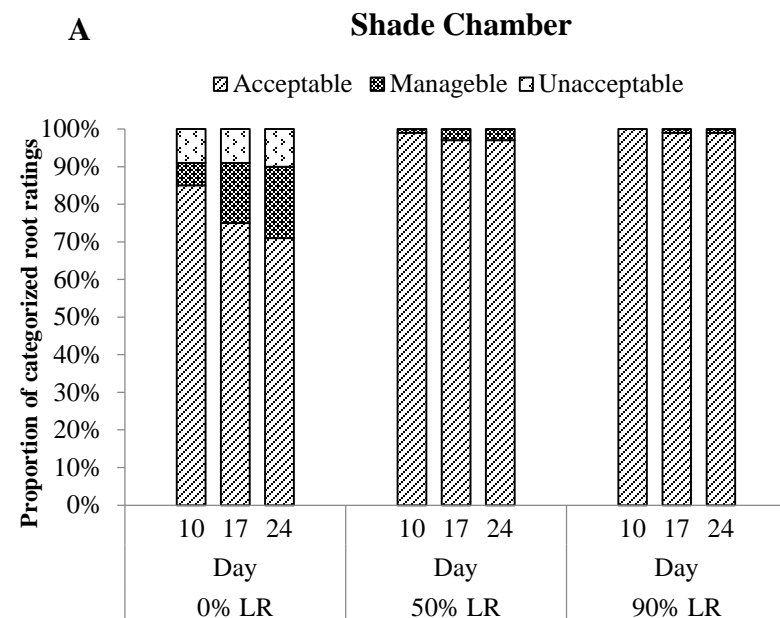 A
Shade Chamber
Acceptable Manageble Unacceptable
Proportion of categorized root ratings
100%
90%
80%
70%
60%
50%
40%
30%
20%
10%
0%
10 17 24 10 17 24 10 17 24
Day Day Day
0% LR 50% LR 90% LR